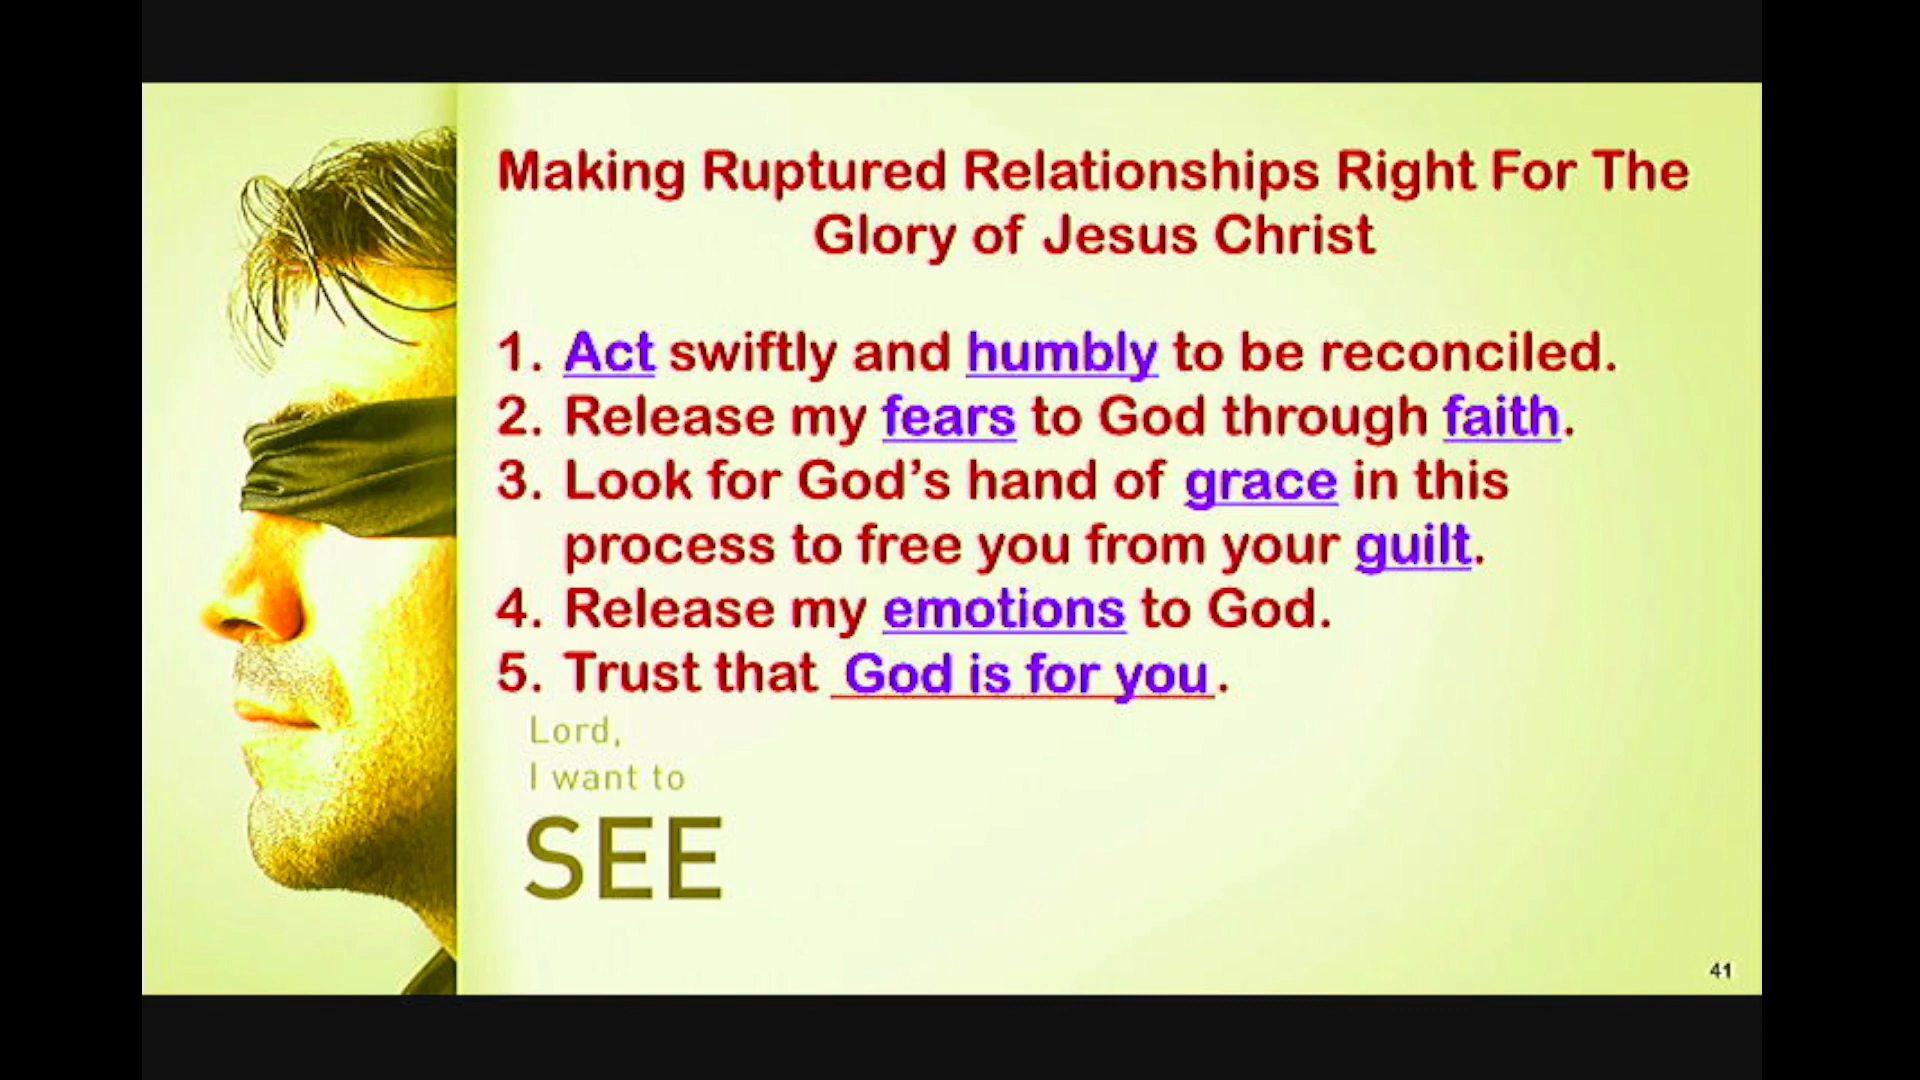 Making Ruptured Relationships Right For The
Glory of Jesus Christ
1. Act swiftly and humbly to be reconciled.
2. Release my fears to God through faith.
3. Look for God’s hand of grace in this
process to free you from your guilt.
4. Release my emotions to God.
5. Trust that God is for you.
Lord,
I want to
SEE
41